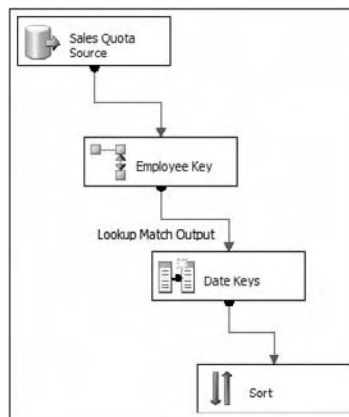 Sales Quota
Source
Employee Key
Lookup Match Output
Date Keys
Sort